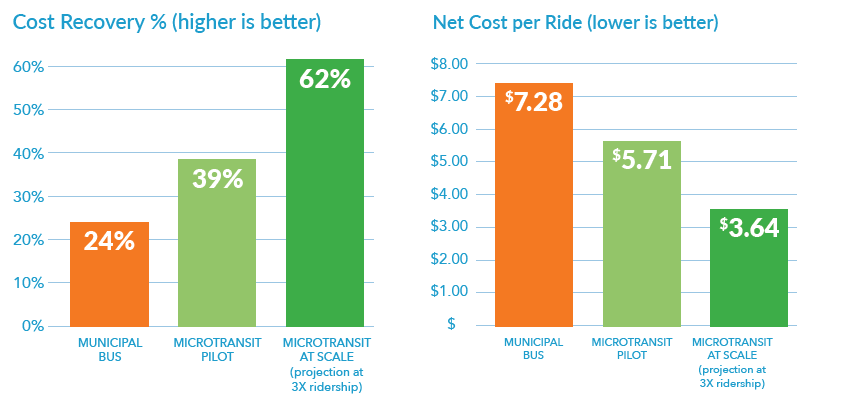 Cost Recovery % (higher is better)
60%
50%
40%
30%
20%
10%
0%
62%
39%
24%
MUNICIPAL
BUS
MICROTRANSIT
PILOT
MICROTRANSIT
AT SCALE
(projection at
3X ridership)
Net Cost per Ride (lower is better)
$8.00
$7.00
$6.00
$5.00
$4.00
$3.00
$2.00
$1.00
$
$7.28
$5.71
$3.64
MUNICIPAL
BUS
MICROTRANSIT
PILOT
MICROTRANSIT
AT SCALE
(projection at
3X ridership)